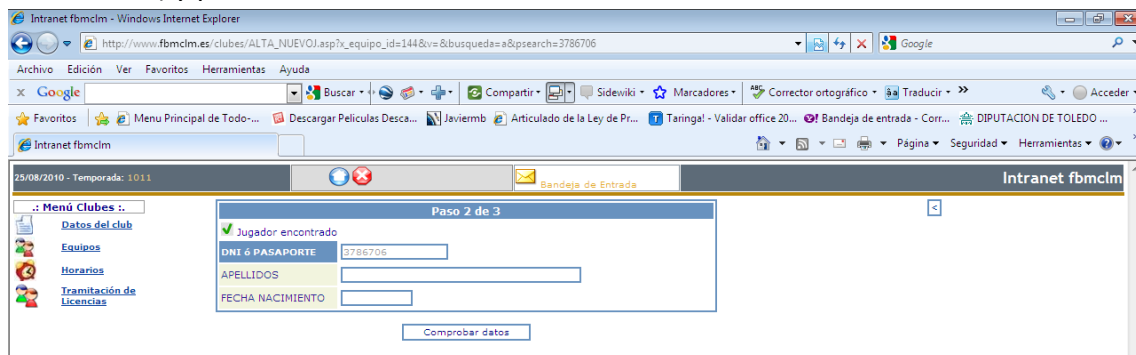 Intranet fbmclm - Windows Internet Explorer
http://www.fbmclm.es/clubes/ALTA_NUEVOJ.asp?x_equipo_id=144&v=&busqueda=a&psearch=3786706
Google
Archivo Edición Ver Favoritos Herramientas Ayuda
x Google Buscar Compartir Sidewiki Marcadores Corrector ortográfico Traducir Acceder
Favoritos Menu Principal de Todo-... Descargar Peliculas Desca... Javiermb Articulado de la Ley de Pr... Taringa! - Validar office 20... Bandeja de entrada - Corr... DIPUTACION DE TOLEDO ...
Intranet fbmclm Página Seguridad Herramientas
25/08/2010 - Temporada: 1011 Bandeja de Entrada Intranet fbmclm
.: Menú Clubes :.
Datos del club
Equipos
Horarios
Tramitación de
Licencias
Paso 2 de 3
Jugador encontrado
DNI ó PASAPORTE 3786706
APELLIDOS
FECHA NACIMIENTO
Comprobar datos
<